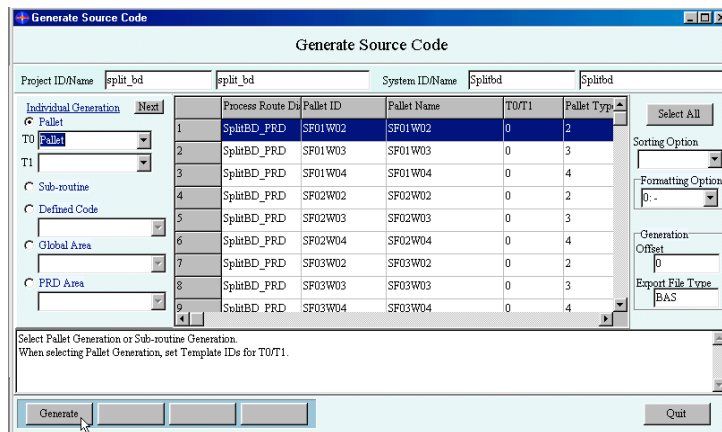 Generate Source Code
Generate Source Code
Project ID/Name split_bd split_bd System ID/Name Splitbd Splitbd
Individual Generation Next
Pallet
T0 Pallet
T1
Sub-routine
Defined Code
Global Area
PRD Area
Process Route Di Pallet ID Pallet Name T0/T1 Pallet Typ
1 SplitBD_PRD SF01W02 SF01W02 0 2
2 SplitBD_PRD SF01W03 SF01W03 0 3
3 SplitBD_PRD SF01W04 SF01W04 0 4
4 SplitBD_PRD SF02W02 SF02W02 0 2
5 SplitBD_PRD SF02W03 SF02W03 0 3
6 SplitBD_PRD SF02W04 SF02W04 0 4
7 SplitBD_PRD SF03W02 SF03W02 0 2
8 SplitBD_PRD SF03W03 SF03W03 0 3
9 SplitBD_PRD SF03W04 SF03W04 0 4
Select All
Sorting Option
Formatting Option
0: -
Generation
Offset
0
Export File Type
BAS
Select Pallet Generation or Sub-routine Generation.
When selecting Pallet Generation, set Template IDs for T0/T1.
Generate Quit